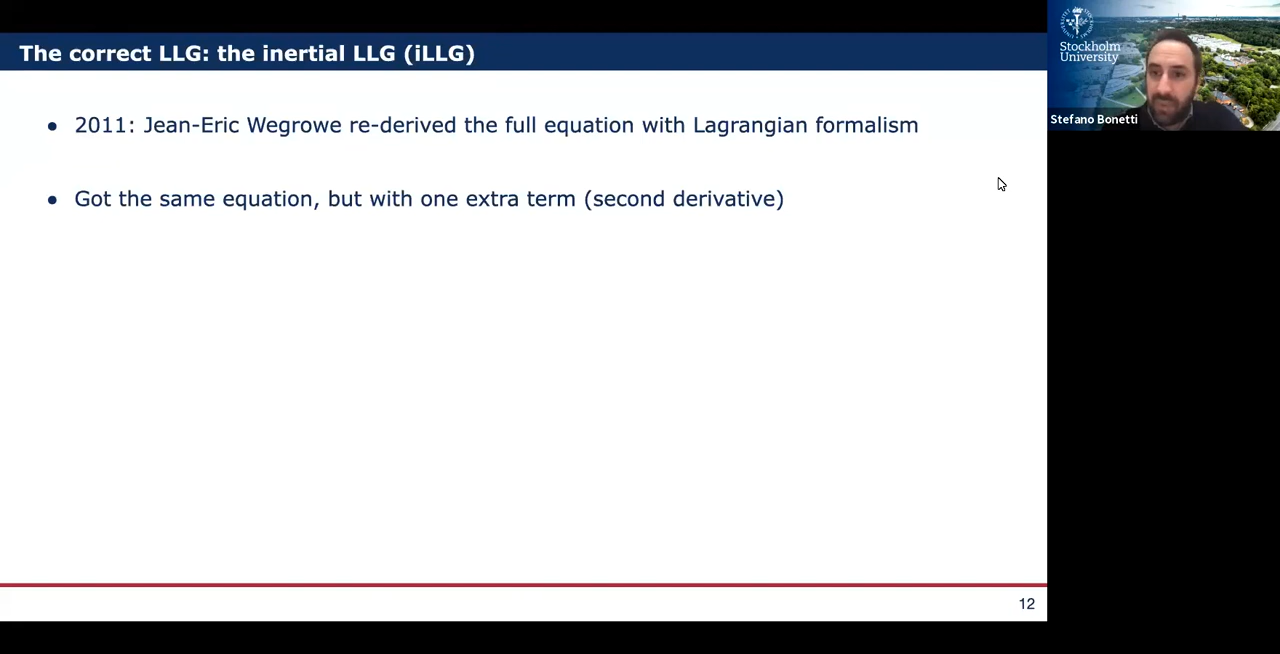 The correct LLG: the inertial LLG (iLLG)
• 2011: Jean-Eric Wegrowe re-derived the full equation with Lagrangian formalism
• Got the same equation, but with one extra term (second derivative)
12
Stockholm
University
Stefano Bonetti